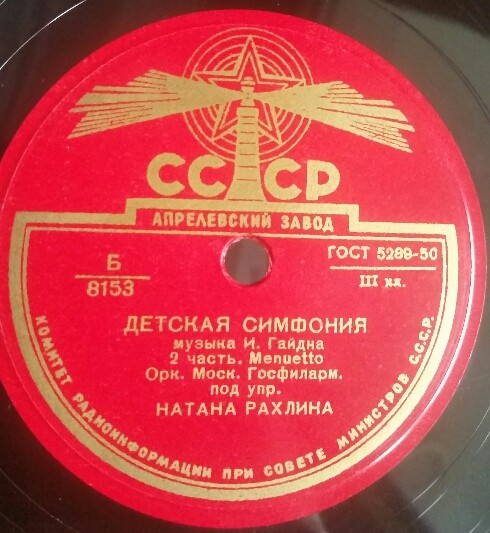 СССР
АПРЕЛЕВСКИЙ ЗАВОД
ГОСТ 5289-50
Б
8153
III кл.
ДЕТСКАЯ СИМФОНИЯ
музыка И. Гайдна
2 часть. Menuetto
Орк. Моск. Госфиларм.
под упр.
НАТАНА РАХЛИНА
КОМИТЕТ РАДИОИНФОРМАЦИИ ПРИ СОВЕТЕ МИНИСТРОВ С.С.С.Р.